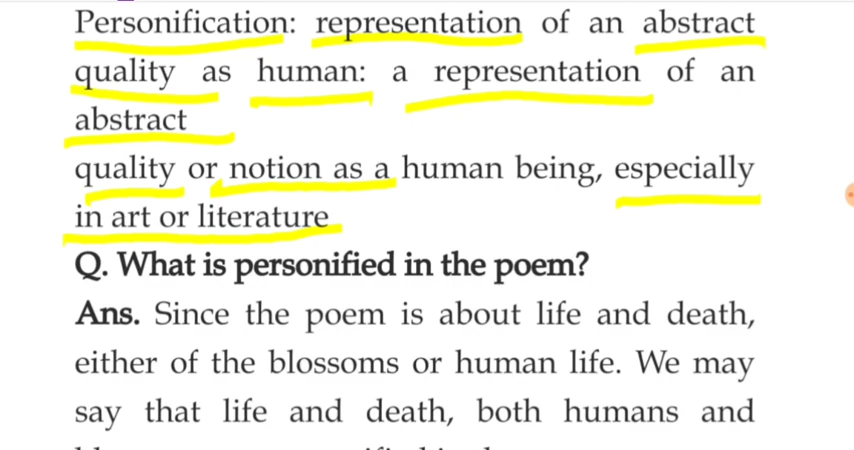 Personification: representation of an abstract
quality as human: a representation of an
abstract
quality or notion as a human being, especially
in art or literature
Q. What is personified in the poem?
Ans. Since the poem is about life and death,
either of the blossoms or human life. We may
say that life and death, both humans and